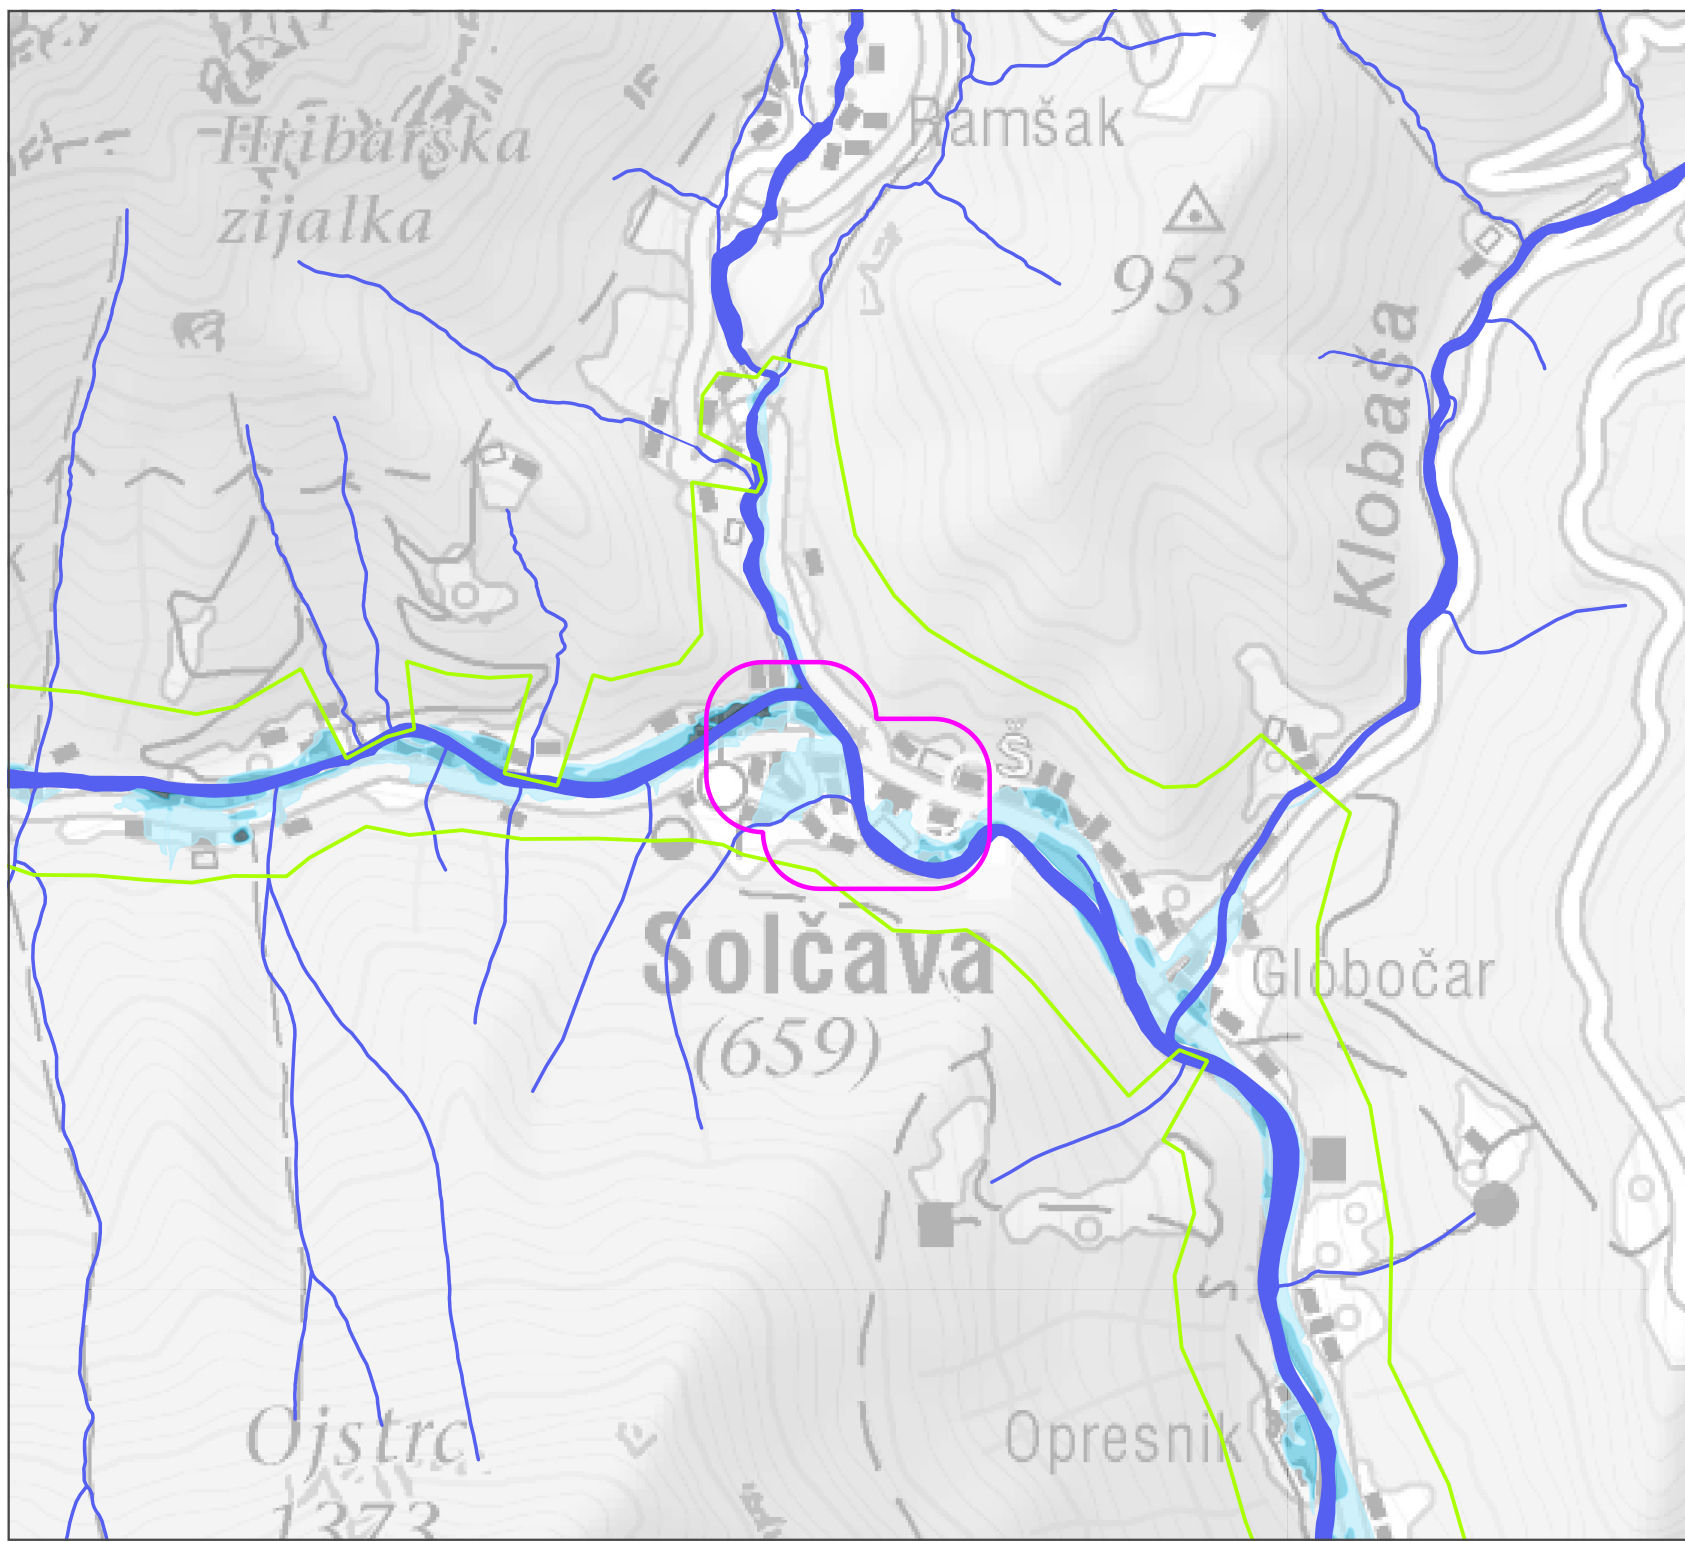 Ramšak
Hribarska
zijalka
953
Klobaša
Š
Solčava
(659)
Globočar
Opresnik
Ojstrc
1373